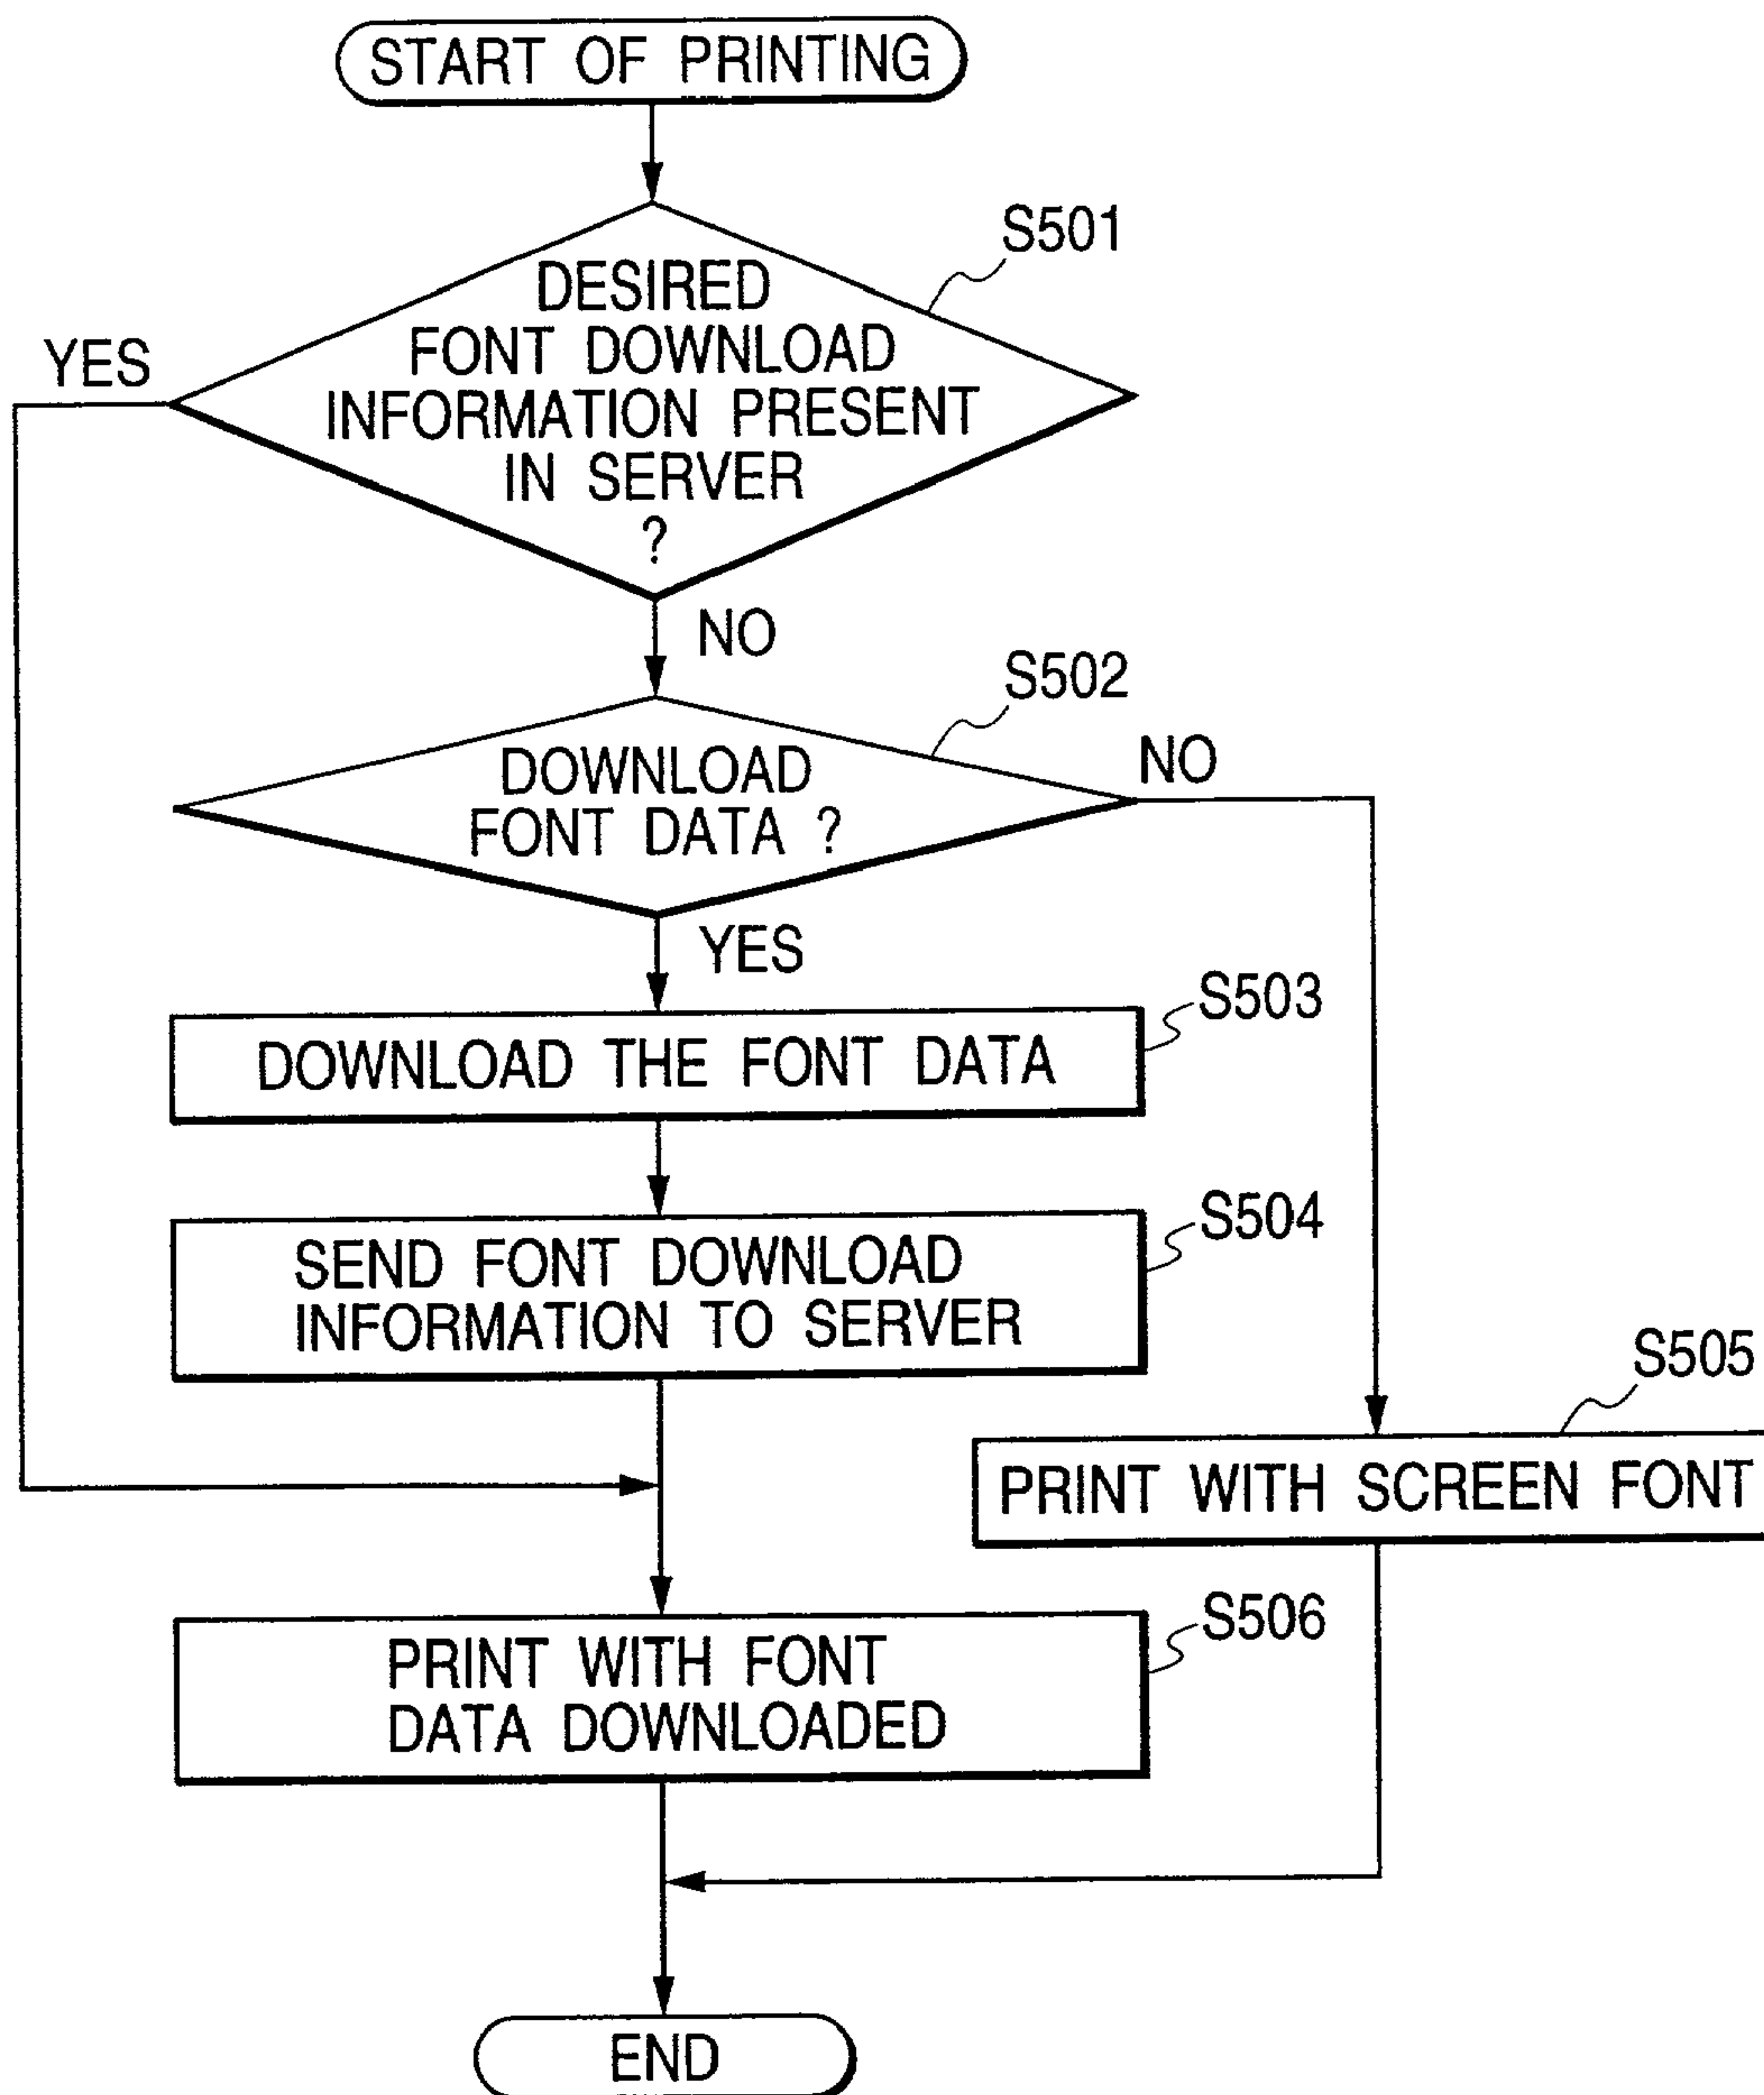 START OF PRINTING
S501
DESIRED
FONT DOWNLOAD
INFORMATION PRESENT
IN SERVER
?
YES
NO
S502
DOWNLOAD
FONT DATA ?
NO
YES
S503
DOWNLOAD THE FONT DATA
S504
SEND FONT DOWNLOAD
INFORMATION TO SERVER
S505
PRINT WITH SCREEN FONT
S506
PRINT WITH FONT
DATA DOWNLOADED
END